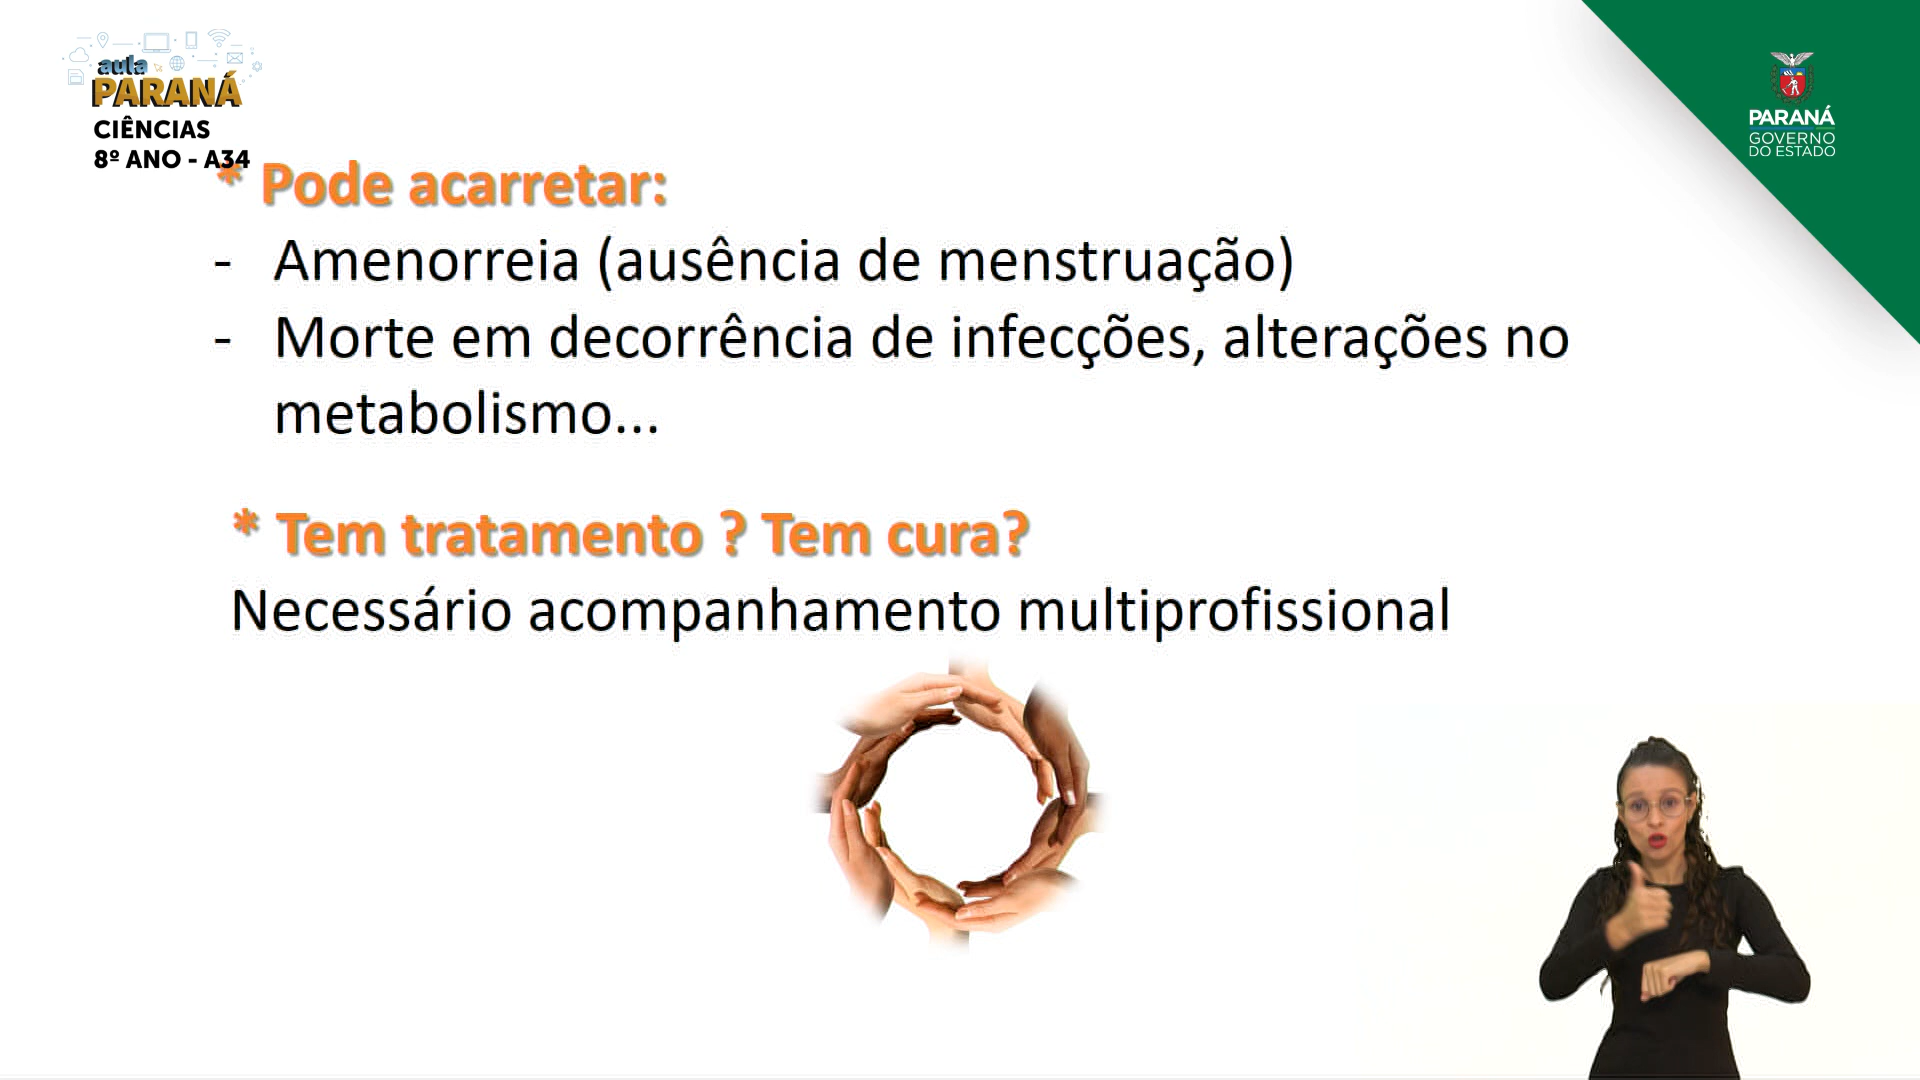 aula
PARANÁ
CIÊNCIAS
8º ANO - A34
PARANÁ
GOVERNO
DO ESTADO
* Pode acarretar:
- Amenorreia (ausência de menstruação)
- Morte em decorrência de infecções, alterações no
metabolismo...
* Tem tratamento ? Tem cura?
Necessário acompanhamento multiprofissional